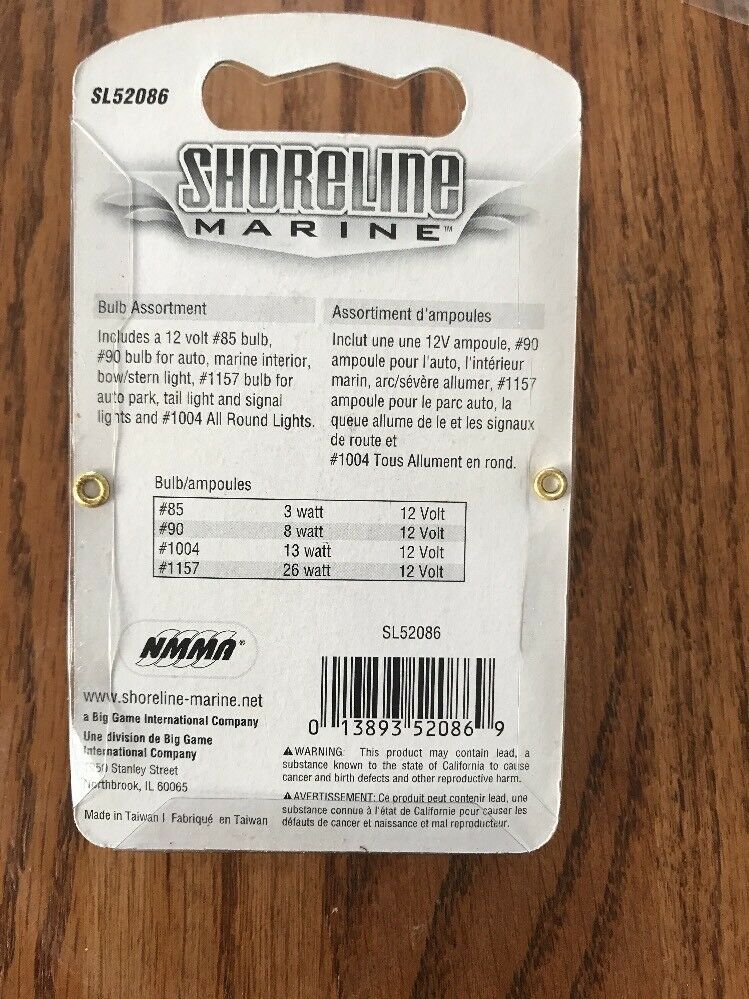 SL52086
SHORELINE
MARINE™
Bulb Assortment
Includes a 12 volt #85 bulb,
#90 bulb for auto, marine interior,
bow/stern light, #1157 bulb for
auto park, tail light and signal
lights and #1004 All Round Lights.
Assortiment d'ampoules
Inclut une une 12V ampoule, #90
ampoule pour l'auto, l'intérieur
marin, arc/sévère allumer, #1157
ampoule pour le parc auto, la
queue allume de le et les signaux
de route et
#1004 Tous Allument en rond.
Bulb/ampoules
#85 3 watt 12 Volt
#90 8 watt 12 Volt
#1004 13 watt 12 Volt
#1157 26 watt 12 Volt
NMMA®
www.shoreline-marine.net
a Big Game International Company
Une division de Big Game
International Company
Stanley Street
Northbrook, IL 60065
Made in Taiwan | Fabriqué en Taiwan
SL52086
0 13893 52086 9
⚠WARNING: This product may contain lead, a
substance known to the state of California to cause
cancer and birth defects and other reproductive harm.
⚠AVERTISSEMENT: Ce produit peut contenir lead, une
substance connue à l'état de Californie pour causer les
défauts de cancer et naissance et mal reproducteur.